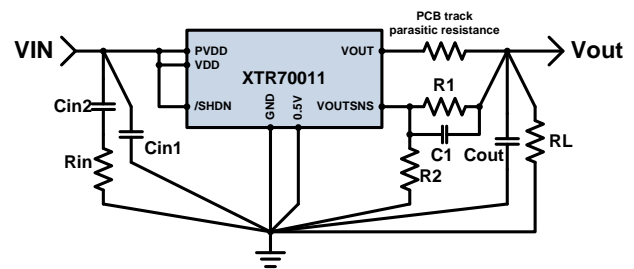 PCB track
parasitic resistance
VIN
PVDD
VDD
/SHDN
XTR70011
VOUT
VOUTSNS
GND
0.5V
Vout
R1
C1
R2
Cout
RL
Cin2
Cin1
Rin